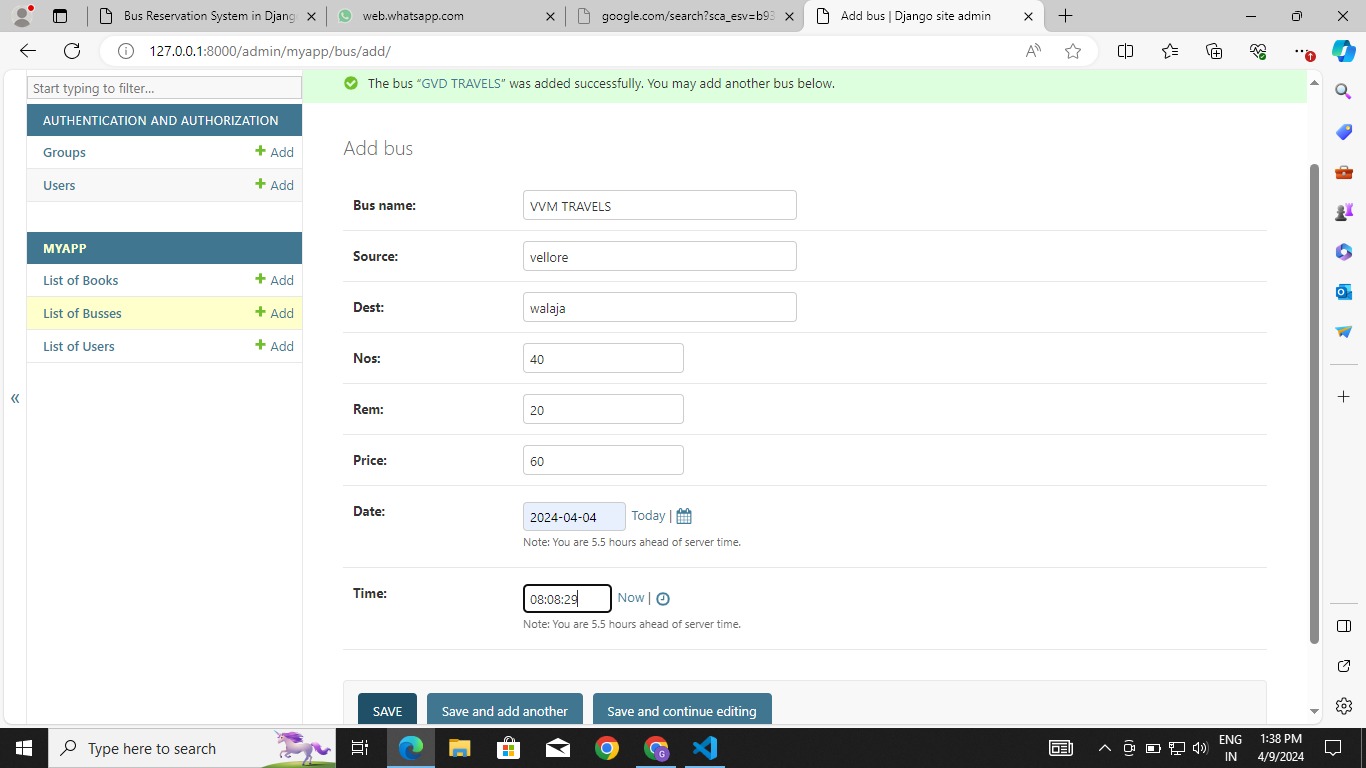 Bus Reservation System in Djang
web.whatsapp.com
google.com/search?sca_esv=b93
Add bus | Django site admin
127.0.0.1:8000/admin/myapp/bus/add/
Start typing to filter...
The bus “GVD TRAVELS” was added successfully. You may add another bus below.
AUTHENTICATION AND AUTHORIZATION
Groups
Add
Users
Add
MYAPP
List of Books
Add
List of Busses
Add
List of Users
Add
«
Add bus
Bus name:
VVM TRAVELS
Source:
vellore
Dest:
walaja
Nos:
40
Rem:
20
Price:
60
Date:
2024-04-04
Today |
Note: You are 5.5 hours ahead of server time.
Time:
08:08:29
Now |
Note: You are 5.5 hours ahead of server time.
SAVE
Save and add another
Save and continue editing
Type here to search
ENG
IN
1:38 PM
4/9/2024